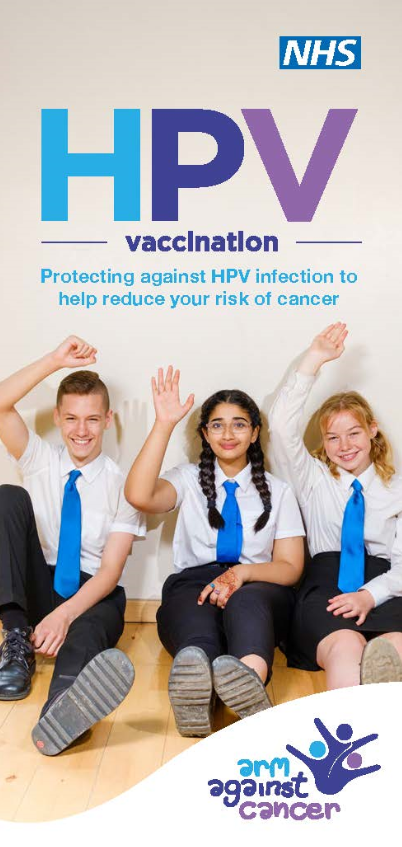 NHS
HPV
vaccination
Protecting against HPV infection to
help reduce your risk of cancer
arm
against
cancer